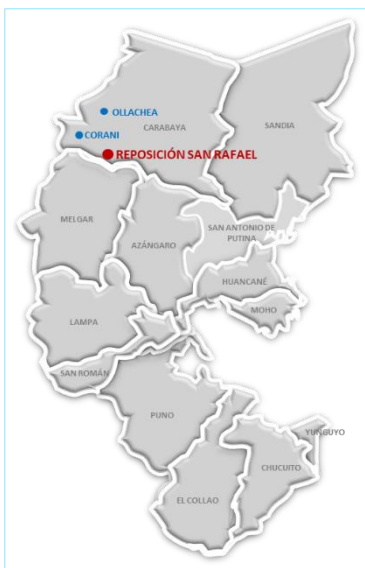 OLLACHEA
CARABAYA
SANDIA
CORANI
REPOSICIÓN SAN RAFAEL
MELGAR
SAN ANTONIO DE
PUTINA
AZÁNGARO
HUANCANÉ
MOHO
LAMPA
SAN ROMÁN
PUNO
YUNGUYO
CHUCUITO
EL COLLAO